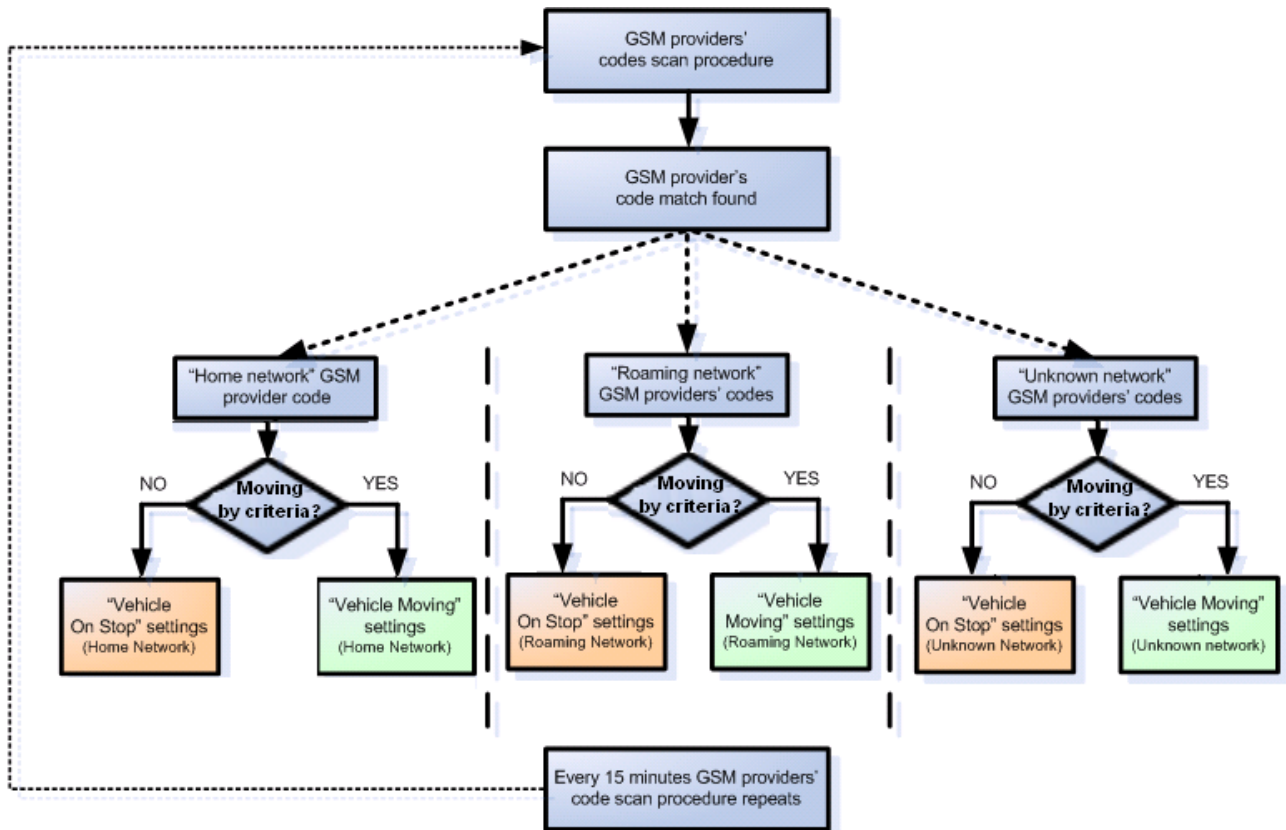 GSM providers'
codes scan procedure
GSM provider's
code match found
"Home network" GSM
provider code
"Roaming network"
GSM providers' codes
"Unknown network"
GSM providers' codes
NO
Moving
by criteria?
YES
NO
Moving
by criteria?
YES
NO
Moving
by criteria?
YES
"Vehicle
On Stop" settings
(Home Network)
"Vehicle Moving"
settings
(Home Network)
"Vehicle
On Stop" settings
(Roaming Network)
"Vehicle
Moving" settings
(Roaming Network)
"Vehicle
On Stop" settings
(Unknown Network)
"Vehicle Moving"
settings
(Unknown network)
Every 15 minutes GSM providers'
code scan procedure repeats